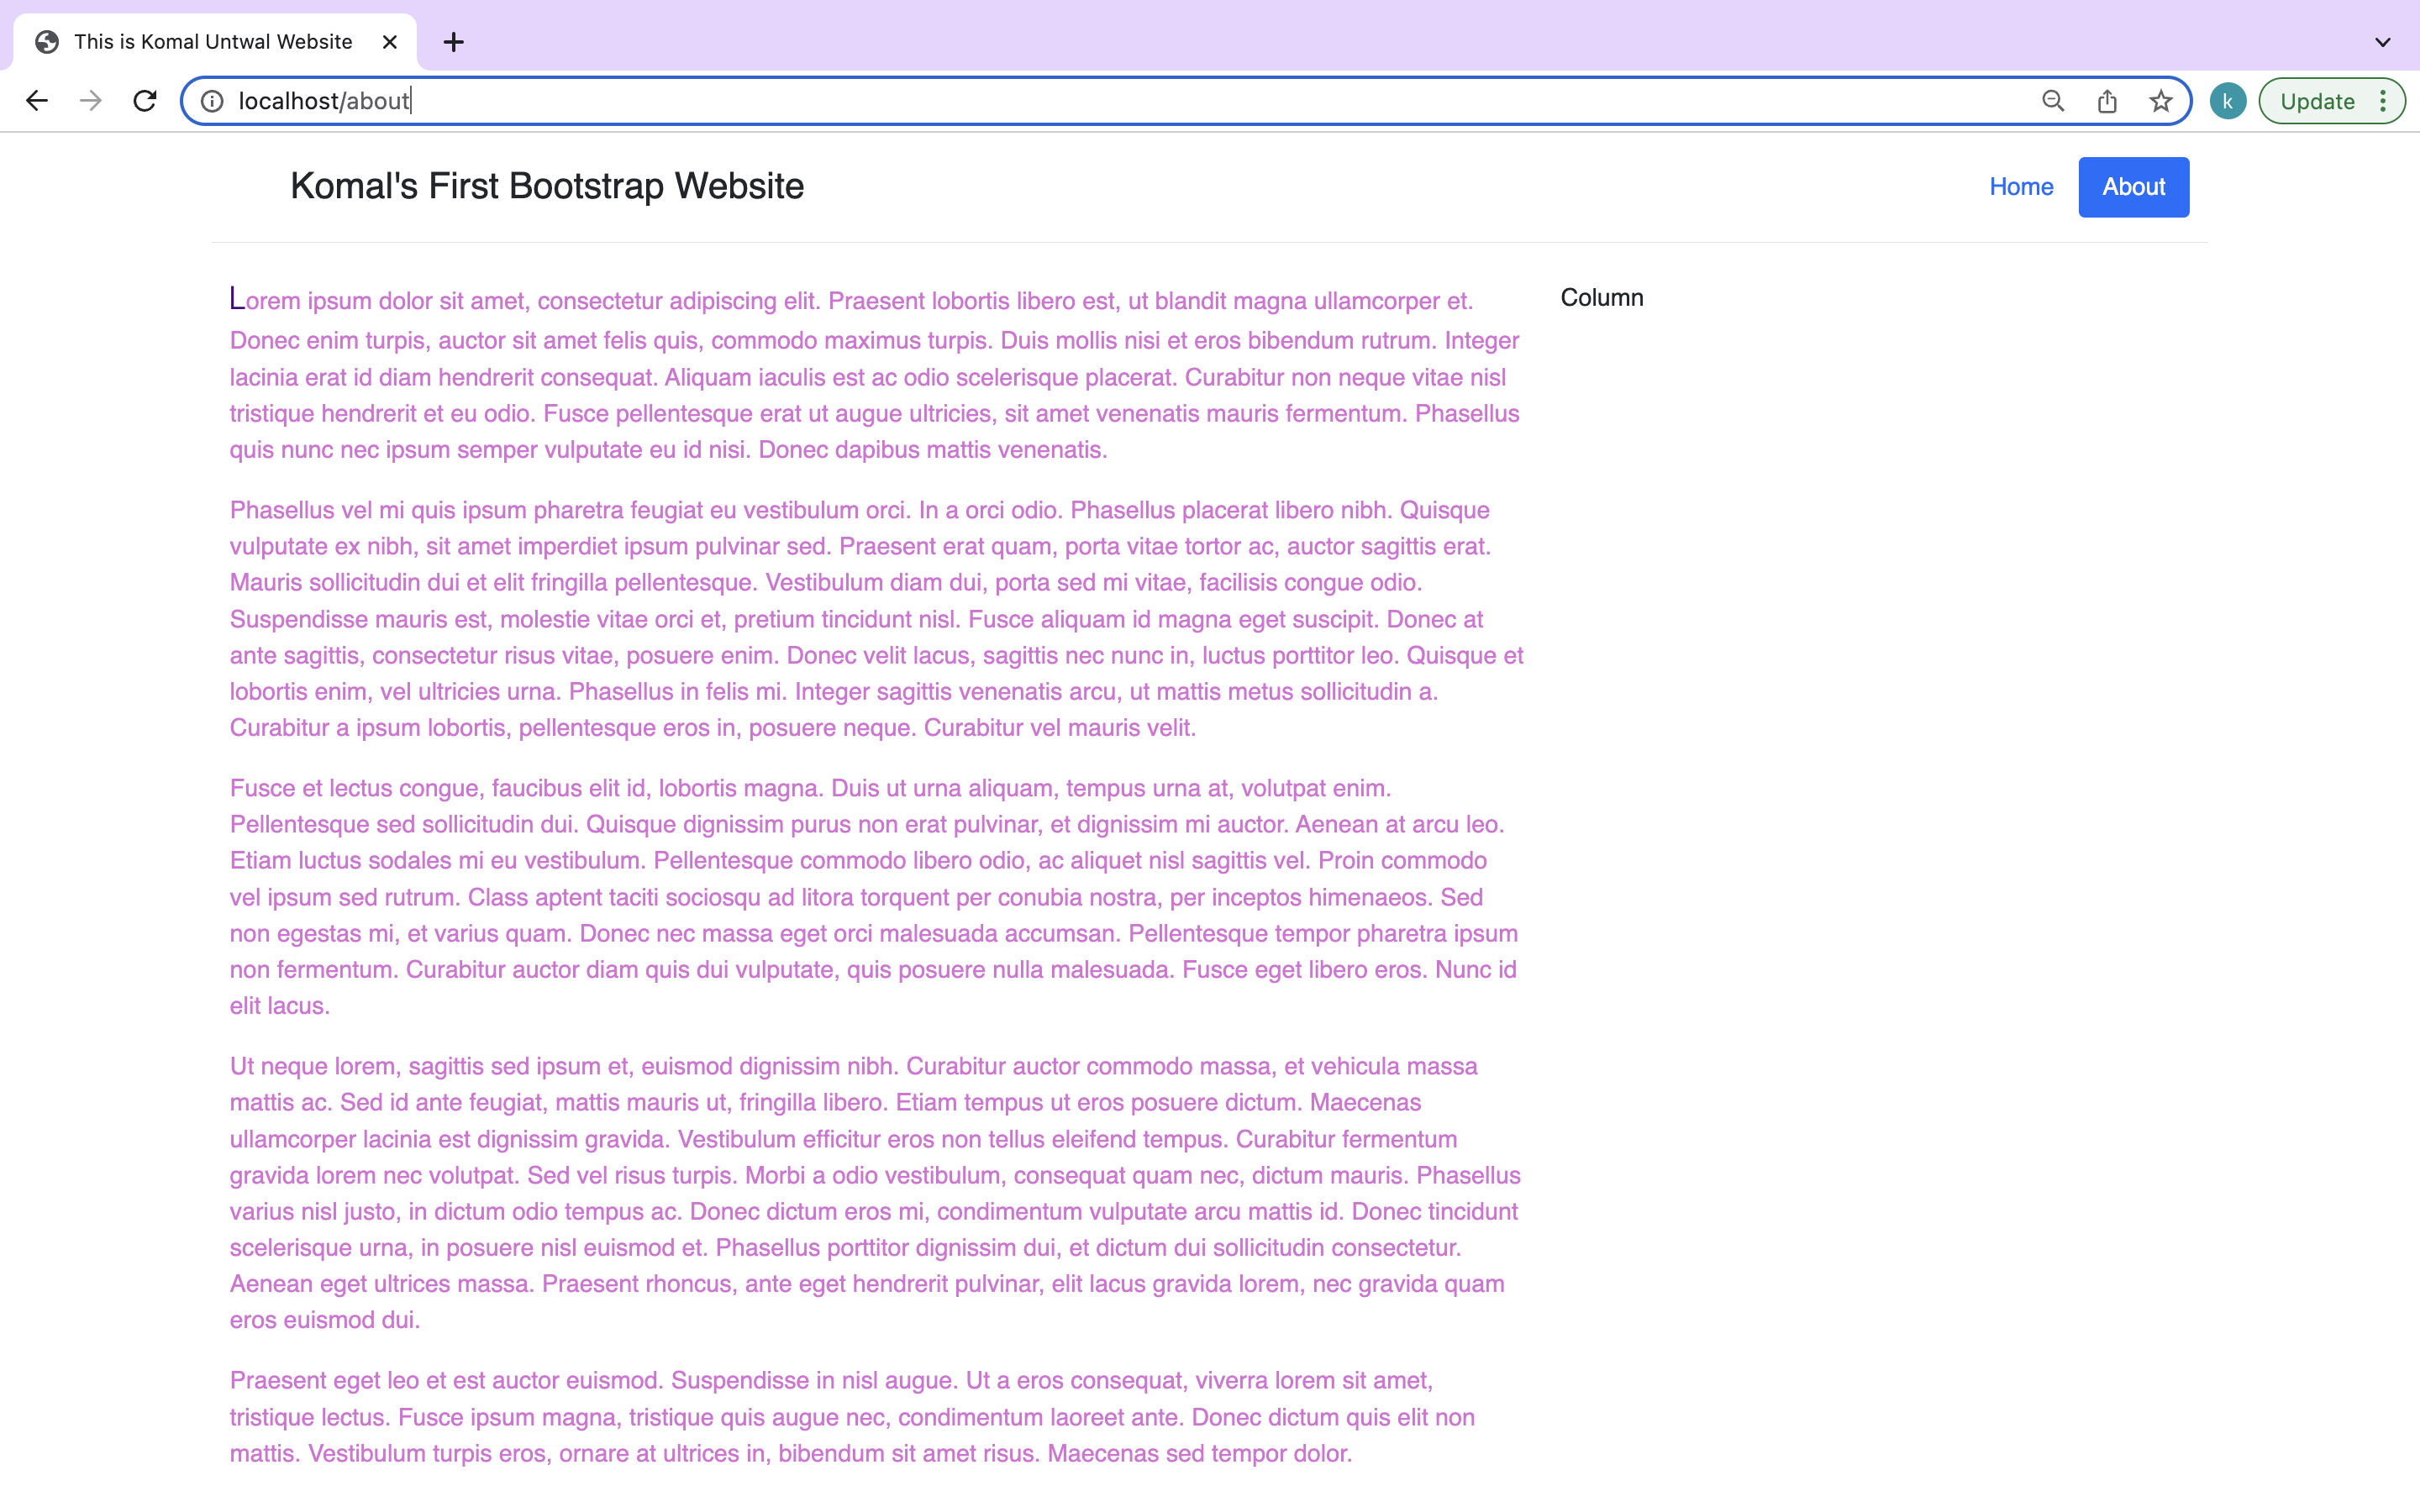 This is Komal Untwal Website
localhost/about
k
Update
Komal's First Bootstrap Website
Home
About
Lorem ipsum dolor sit amet, consectetur adipiscing elit. Praesent lobortis libero est, ut blandit magna ullamcorper et.
Donec enim turpis, auctor sit amet felis quis, commodo maximus turpis. Duis mollis nisi et eros bibendum rutrum. Integer
lacinia erat id diam hendrerit consequat. Aliquam iaculis est ac odio scelerisque placerat. Curabitur non neque vitae nisl
tristique hendrerit et eu odio. Fusce pellentesque erat ut augue ultricies, sit amet venenatis mauris fermentum. Phasellus
quis nunc nec ipsum semper vulputate eu id nisi. Donec dapibus mattis venenatis.
Phasellus vel mi quis ipsum pharetra feugiat eu vestibulum orci. In a orci odio. Phasellus placerat libero nibh. Quisque
vulputate ex nibh, sit amet imperdiet ipsum pulvinar sed. Praesent erat quam, porta vitae tortor ac, auctor sagittis erat.
Mauris sollicitudin dui et elit fringilla pellentesque. Vestibulum diam dui, porta sed mi vitae, facilisis congue odio.
Suspendisse mauris est, molestie vitae orci et, pretium tincidunt nisl. Fusce aliquam id magna eget suscipit. Donec at
ante sagittis, consectetur risus vitae, posuere enim. Donec velit lacus, sagittis nec nunc in, luctus porttitor leo. Quisque et
lobortis enim, vel ultricies urna. Phasellus in felis mi. Integer sagittis venenatis arcu, ut mattis metus sollicitudin a.
Curabitur a ipsum lobortis, pellentesque eros in, posuere neque. Curabitur vel mauris velit.
Fusce et lectus congue, faucibus elit id, lobortis magna. Duis ut urna aliquam, tempus urna at, volutpat enim.
Pellentesque sed sollicitudin dui. Quisque dignissim purus non erat pulvinar, et dignissim mi auctor. Aenean at arcu leo.
Etiam luctus sodales mi eu vestibulum. Pellentesque commodo libero odio, ac aliquet nisl sagittis vel. Proin commodo
vel ipsum sed rutrum. Class aptent taciti sociosqu ad litora torquent per conubia nostra, per inceptos himenaeos. Sed
non egestas mi, et varius quam. Donec nec massa eget orci malesuada accumsan. Pellentesque tempor pharetra ipsum
non fermentum. Curabitur auctor diam quis dui vulputate, quis posuere nulla malesuada. Fusce eget libero eros. Nunc id
elit lacus.
Ut neque lorem, sagittis sed ipsum et, euismod dignissim nibh. Curabitur auctor commodo massa, et vehicula massa
mattis ac. Sed id ante feugiat, mattis mauris ut, fringilla libero. Etiam tempus ut eros posuere dictum. Maecenas
ullamcorper lacinia est dignissim gravida. Vestibulum efficitur eros non tellus eleifend tempus. Curabitur fermentum
gravida lorem nec volutpat. Sed vel risus turpis. Morbi a odio vestibulum, consequat quam nec, dictum mauris. Phasellus
varius nisl justo, in dictum odio tempus ac. Donec dictum eros mi, condimentum vulputate arcu mattis id. Donec tincidunt
scelerisque urna, in posuere nisl euismod et. Phasellus porttitor dignissim dui, et dictum dui sollicitudin consectetur.
Aenean eget ultrices massa. Praesent rhoncus, ante eget hendrerit pulvinar, elit lacus gravida lorem, nec gravida quam
eros euismod dui.
Praesent eget leo et est auctor euismod. Suspendisse in nisl augue. Ut a eros consequat, viverra lorem sit amet,
tristique lectus. Fusce ipsum magna, tristique quis augue nec, condimentum laoreet ante. Donec dictum quis elit non
mattis. Vestibulum turpis eros, ornare at ultrices in, bibendum sit amet risus. Maecenas sed tempor dolor.
Column